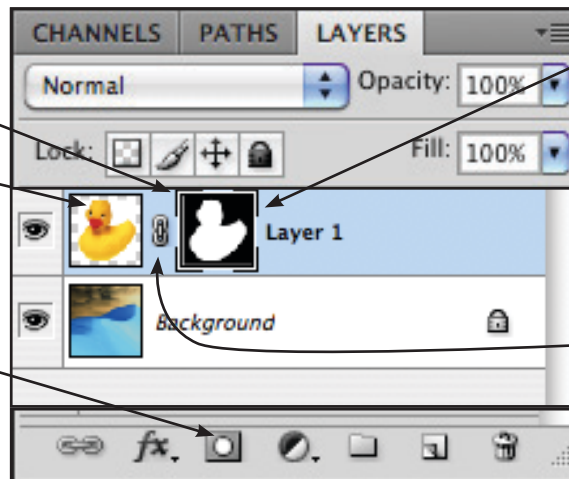 CHANNELS PATHS LAYERS
Normal Opacity: 100%
Lock: Fill: 100%
Layer 1
Background
fx.